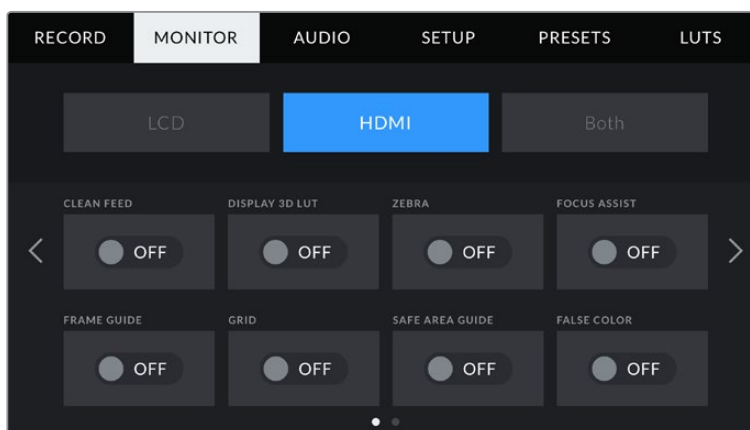 RECORD MONITOR AUDIO SETUP PRESETS LUTS
LCD HDMI Both
CLEAN FEED DISPLAY 3D LUT ZEBRA FOCUS ASSIST
OFF OFF OFF OFF
FRAME GUIDE GRID SAFE AREA GUIDE FALSE COLOR
OFF OFF OFF OFF